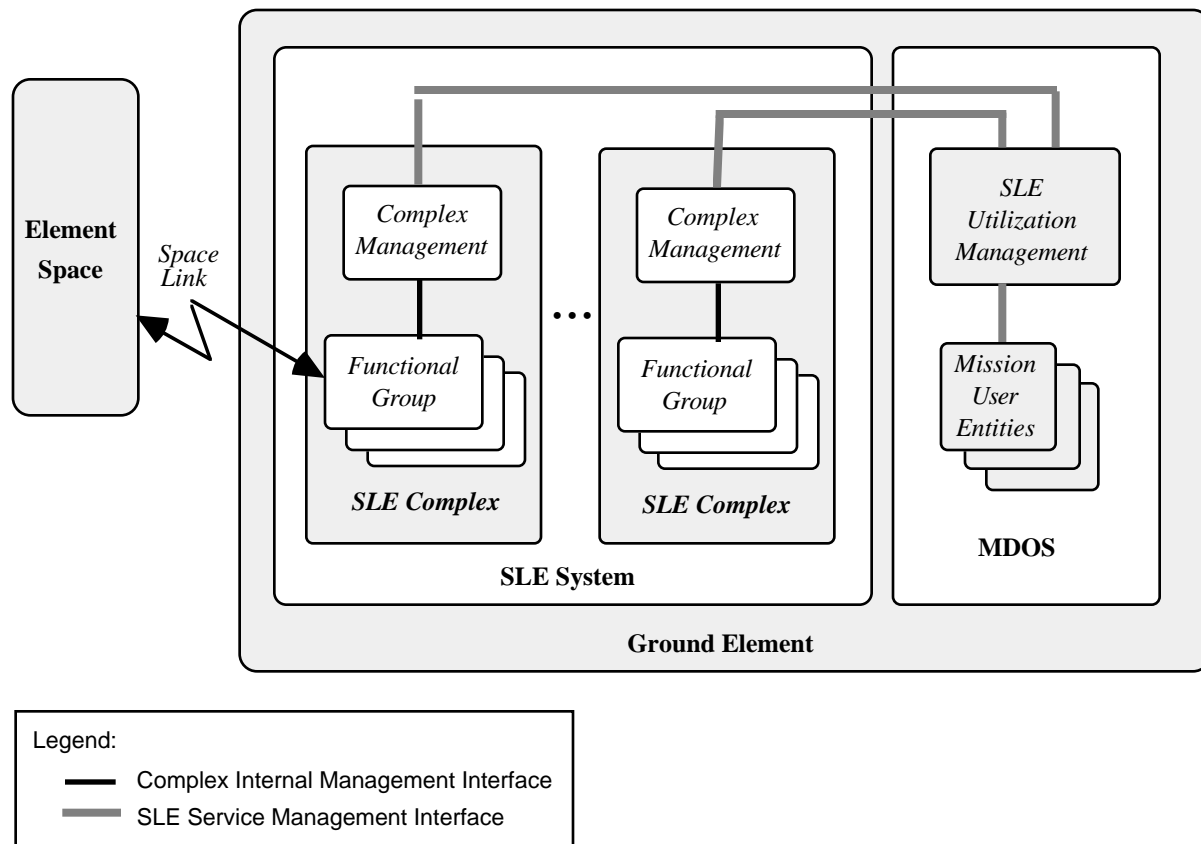 Element
Space
Space
Link
Complex
Management
Functional
Group
SLE Complex
...
Complex
Management
Functional
Group
SLE Complex
SLE System
SLE
Utilization
Management
Mission
User
Entities
MDOS
Ground Element
Legend:
Complex Internal Management Interface
SLE Service Management Interface